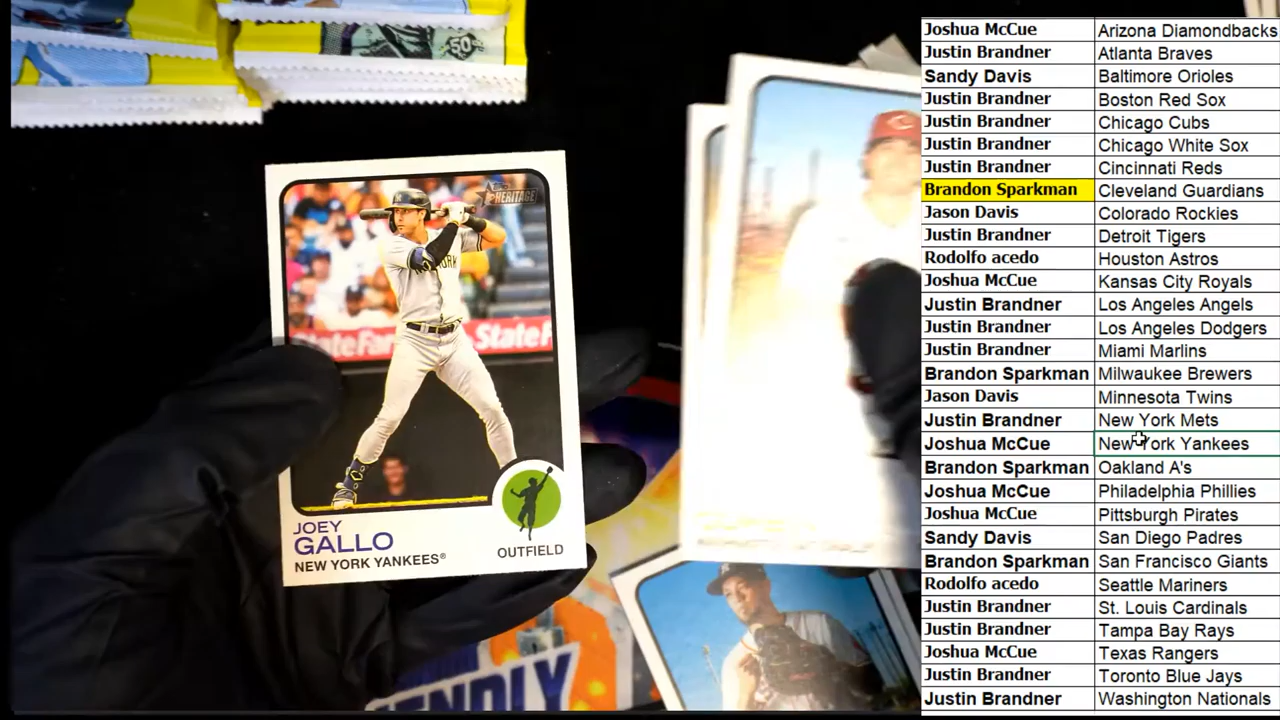 50
Topps
HERITAGE
StateFarm
State
JOEY
GALLO
NEW YORK YANKEES®
OUTFIELD
NDLY
Joshua McCue Arizona Diamondbacks
Justin Brandner Atlanta Braves
Sandy Davis Baltimore Orioles
Justin Brandner Boston Red Sox
Justin Brandner Chicago Cubs
Justin Brandner Chicago White Sox
Justin Brandner Cincinnati Reds
Brandon Sparkman Cleveland Guardians
Jason Davis Colorado Rockies
Justin Brandner Detroit Tigers
Rodolfo acedo Houston Astros
Joshua McCue Kansas City Royals
Justin Brandner Los Angeles Angels
Justin Brandner Los Angeles Dodgers
Justin Brandner Miami Marlins
Brandon Sparkman Milwaukee Brewers
Jason Davis Minnesota Twins
Justin Brandner New York Mets
Joshua McCue New York Yankees
Brandon Sparkman Oakland A's
Joshua McCue Philadelphia Phillies
Joshua McCue Pittsburgh Pirates
Sandy Davis San Diego Padres
Brandon Sparkman San Francisco Giants
Rodolfo acedo Seattle Mariners
Justin Brandner St. Louis Cardinals
Justin Brandner Tampa Bay Rays
Joshua McCue Texas Rangers
Justin Brandner Toronto Blue Jays
Justin Brandner Washington Nationals